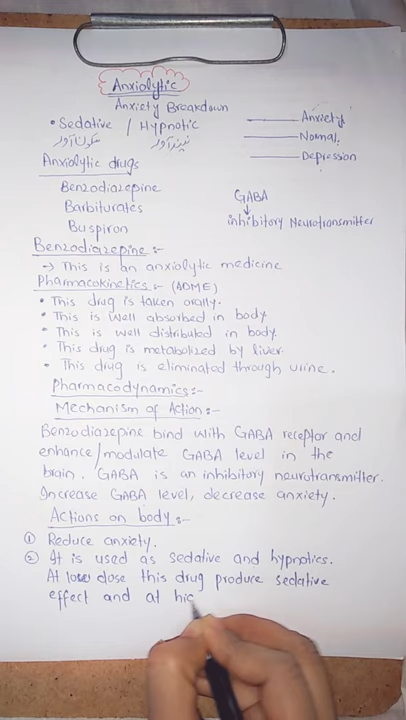 Anxiolytic
Anxiety Breakdown
• Sedative / Hypnotic
سکون آور نیند آور
Anxiety
Normal
Depression
Anxiolytic drugs
Benzodiazepine
Barbiturates
Buspiron
GABA
↓
inhibitory Neurotransmitter
Benzodiazepine :-
→ This is an anxiolytic medicine
Pharmacokinetics :- (ADME)
• This drug is taken orally.
• This is well absorbed in body
• This is well distributed in body.
• This drug is metabolized by liver.
• This drug is eliminated through urine.
Pharmacodynamics :-
Mechanism of Action :-
Benzodiazepine bind with GABA receptor and
enhance/modulate GABA level in the
brain. GABA is an inhibitory neurotransmitter.
Increase GABA level, decrease anxiety.
Actions on body :-
① Reduce anxiety.
② It is used as sedative and hypnotics.
At low dose this drug produce sedative
effect and at hig